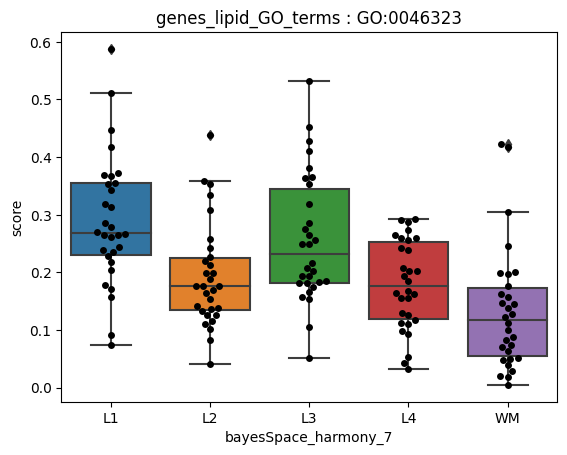 genes_lipid_GO_terms : GO:0046323
score
0.6
0.5
0.4
0.3
0.2
0.1
0.0
L1 L2 L3 L4 WM
bayesSpace_harmony_7